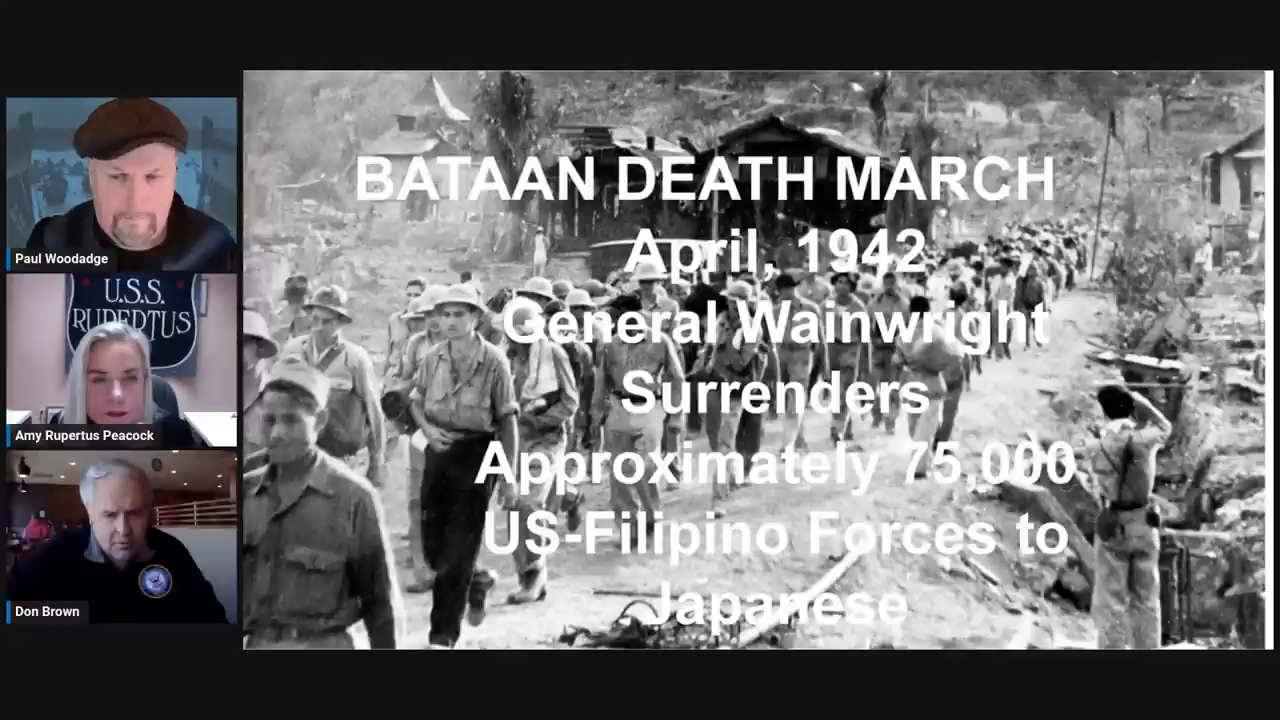 Paul Woodadge
U.S.S.
RUPERTUS
Amy Rupertus Peacock
Don Brown
BATAAN DEATH MARCH
April, 1942
General Wainwright
Surrenders
Approximately 75,000
US-Filipino Forces to
Japanese